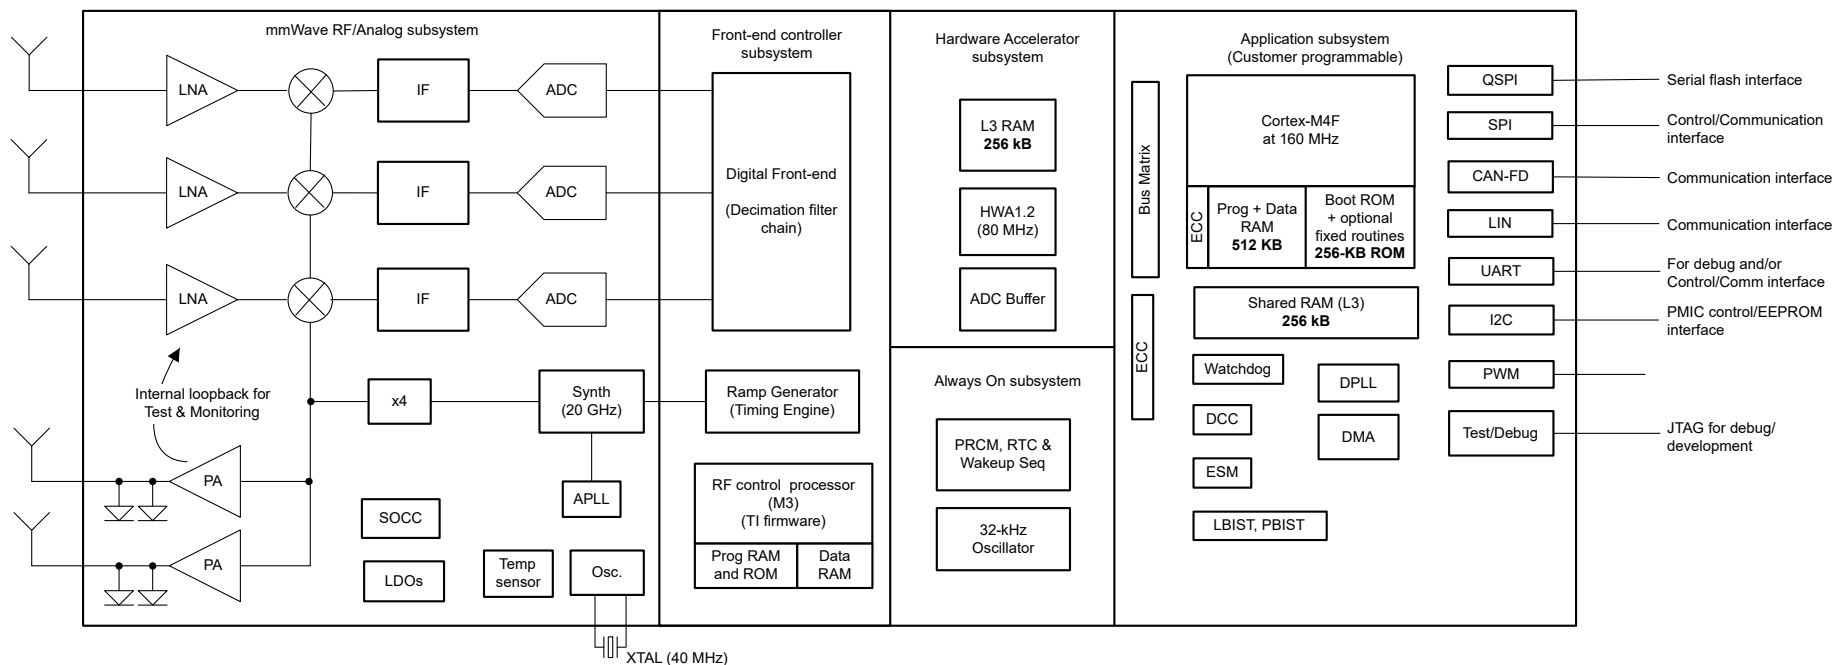 mmWave RF/Analog subsystem
LNA
IF
ADC
LNA
IF
ADC
LNA
IF
ADC
Internal loopback for
Test & Monitoring
x4
Synth
(20 GHz)
APLL
PA
PA
SOCC
LDOs
Temp
sensor
Osc.
XTAL (40 MHz)
Front-end controller
subsystem
Digital Front-end
(Decimation filter
chain)
Ramp Generator
(Timing Engine)
RF control processor
(M3)
(TI firmware)
Prog RAM
and ROM
Data
RAM
Hardware Accelerator
subsystem
L3 RAM
256 kB
HWA1.2
(80 MHz)
ADC Buffer
Always On subsystem
PRCM, RTC &
Wakeup Seq
32-kHz
Oscillator
Application subsystem
(Customer programmable)
Bus Matrix
Cortex-M4F
at 160 MHz
ECC
Prog + Data
RAM
512 KB
Boot ROM
+ optional
fixed routines
256-KB ROM
ECC
Shared RAM (L3)
256 kB
Watchdog
DPLL
DCC
DMA
ESM
LBIST, PBIST
QSPI
Serial flash interface
SPI
Control/Communication
interface
CAN-FD
Communication interface
LIN
Communication interface
UART
For debug and/or
Control/Comm interface
I2C
PMIC control/EEPROM
interface
PWM
Test/Debug
JTAG for debug/
development